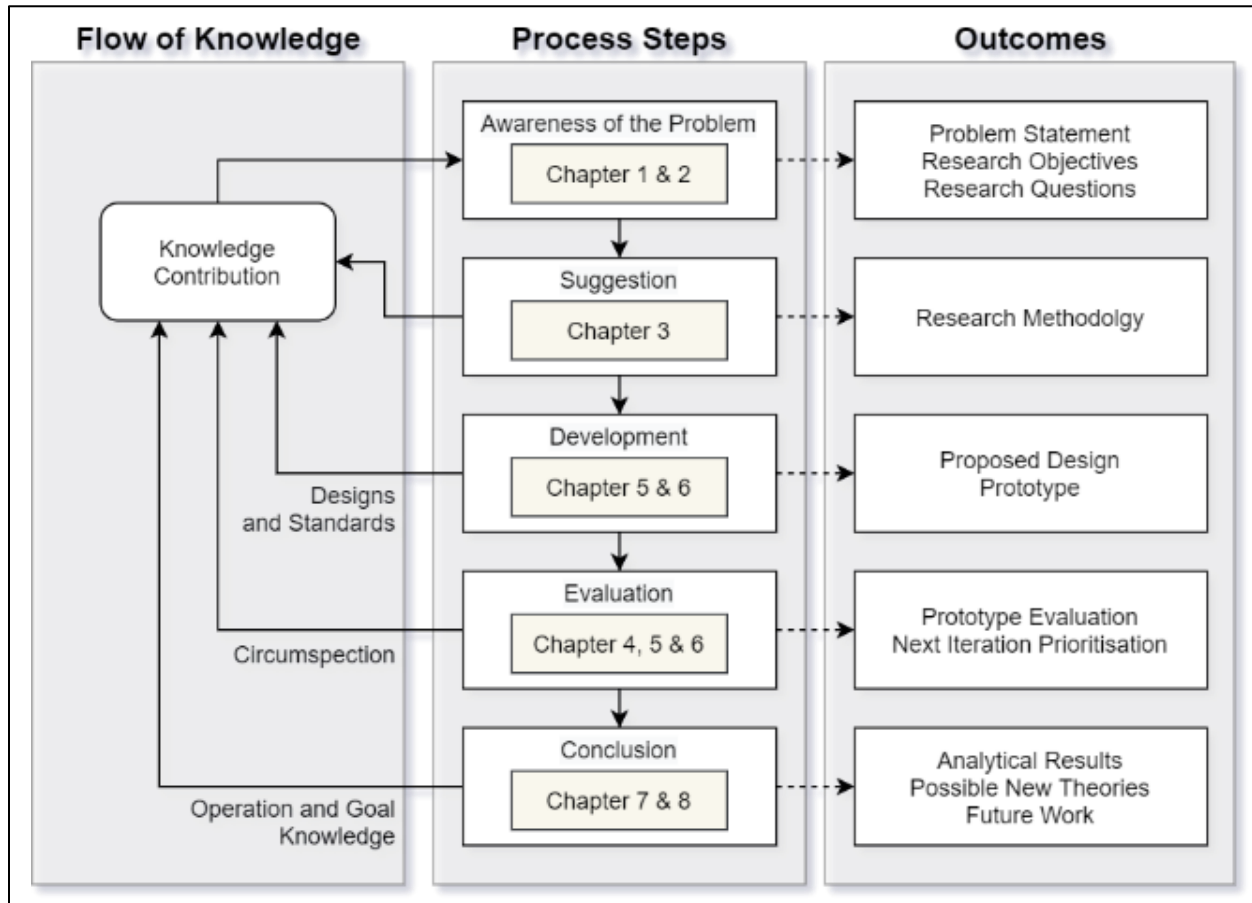 Flow of Knowledge
Process Steps
Outcomes
Awareness of the Problem
Chapter 1 & 2
Problem Statement
Research Objectives
Research Questions
Knowledge
Contribution
Suggestion
Chapter 3
Research Methodolgy
Development
Chapter 5 & 6
Proposed Design
Prototype
Designs
and Standards
Evaluation
Chapter 4, 5 & 6
Prototype Evaluation
Next Iteration Prioritisation
Circumspection
Conclusion
Chapter 7 & 8
Analytical Results
Possible New Theories
Future Work
Operation and Goal
Knowledge